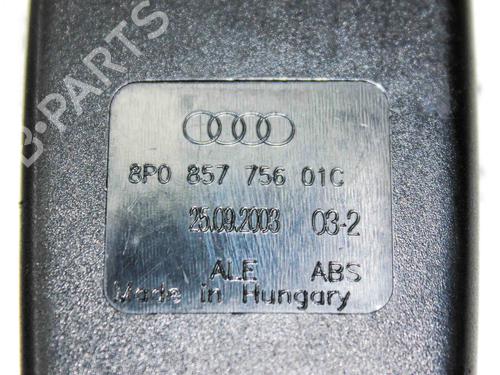 B-PARTS
8P0 857 756 01C
25.09.2003 03-2
ALE ABS
Made in Hungary